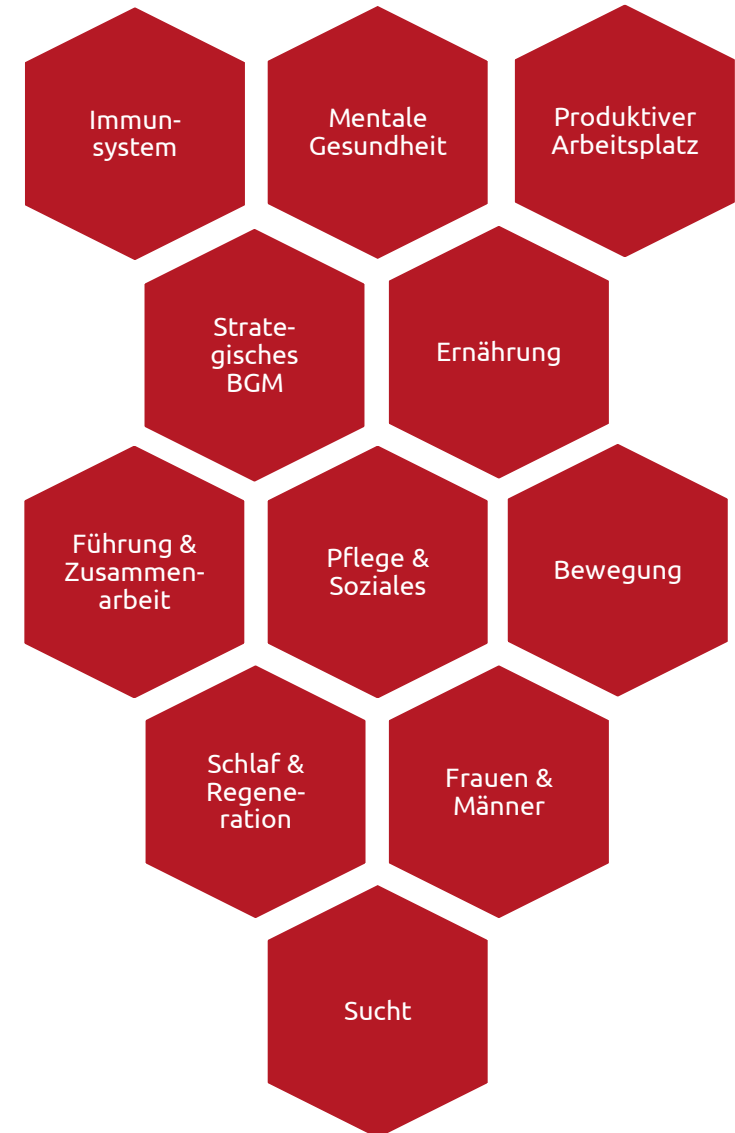 Immun-
system
Mentale
Gesundheit
Produktiver
Arbeitsplatz
Strate-
gisches
BGM
Ernährung
Führung &
Zusammen-
arbeit
Pflege &
Soziales
Bewegung
Schlaf &
Regene-
ration
Frauen &
Männer
Sucht